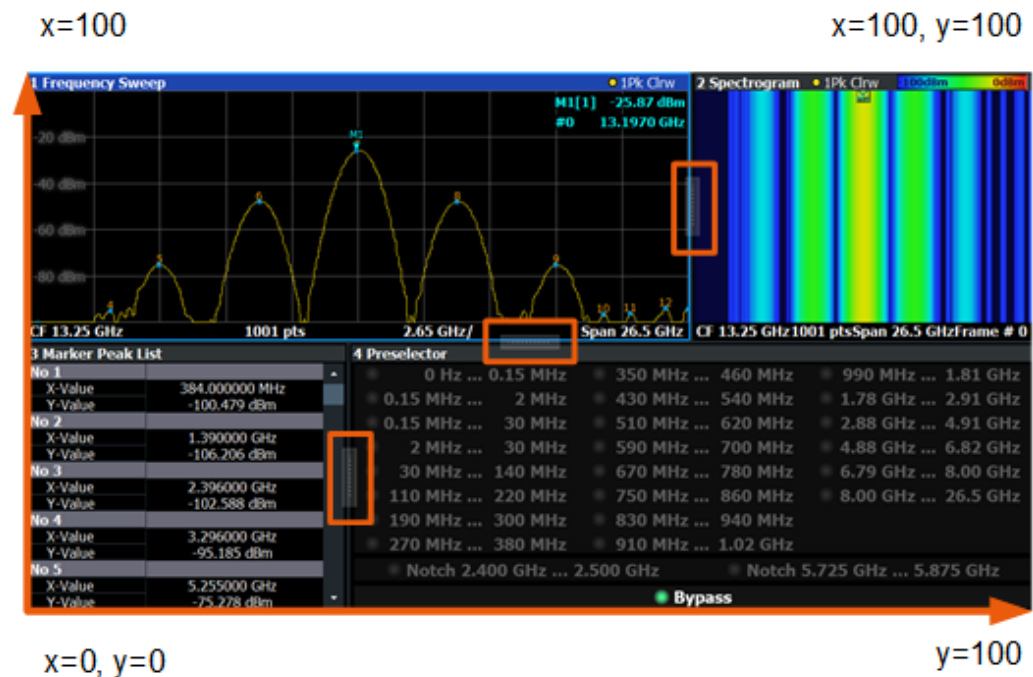 x=100
x=100, y=100
1 Frequency Sweep
1Pk Clrw
2 Spectrogram
1Pk Clrw
-100dBm
0dBm
M1[1] -25.87 dBm
#0 13.1970 GHz
M1
-20 dBm
-40 dBm
-60 dBm
-80 dBm
4
5
6
8
9
10
11
12
CF 13.25 GHz 1001 pts 2.65 GHz/ Span 26.5 GHz
CF 13.25 GHz 1001 pts Span 26.5 GHz Frame # 0
3 Marker Peak List
No 1
X-Value 384.000000 MHz
Y-Value -100.479 dBm
No 2
X-Value 1.390000 GHz
Y-Value -106.206 dBm
No 3
X-Value 2.396000 GHz
Y-Value -102.588 dBm
No 4
X-Value 3.296000 GHz
Y-Value -95.185 dBm
No 5
X-Value 5.255000 GHz
Y-Value -75.278 dBm
4 Preselector
0 Hz ... 0.15 MHz 350 MHz ... 460 MHz 990 MHz ... 1.81 GHz
0.15 MHz ... 2 MHz 430 MHz ... 540 MHz 1.78 GHz ... 2.91 GHz
0.15 MHz ... 30 MHz 510 MHz ... 620 MHz 2.88 GHz ... 4.91 GHz
2 MHz ... 30 MHz 590 MHz ... 700 MHz 4.88 GHz ... 6.82 GHz
30 MHz ... 140 MHz 670 MHz ... 780 MHz 6.79 GHz ... 8.00 GHz
110 MHz ... 220 MHz 750 MHz ... 860 MHz 8.00 GHz ... 26.5 GHz
190 MHz ... 300 MHz 830 MHz ... 940 MHz
270 MHz ... 380 MHz 910 MHz ... 1.02 GHz
Notch 2.400 GHz ... 2.500 GHz Notch 5.725 GHz ... 5.875 GHz
Bypass
x=0, y=0
y=100